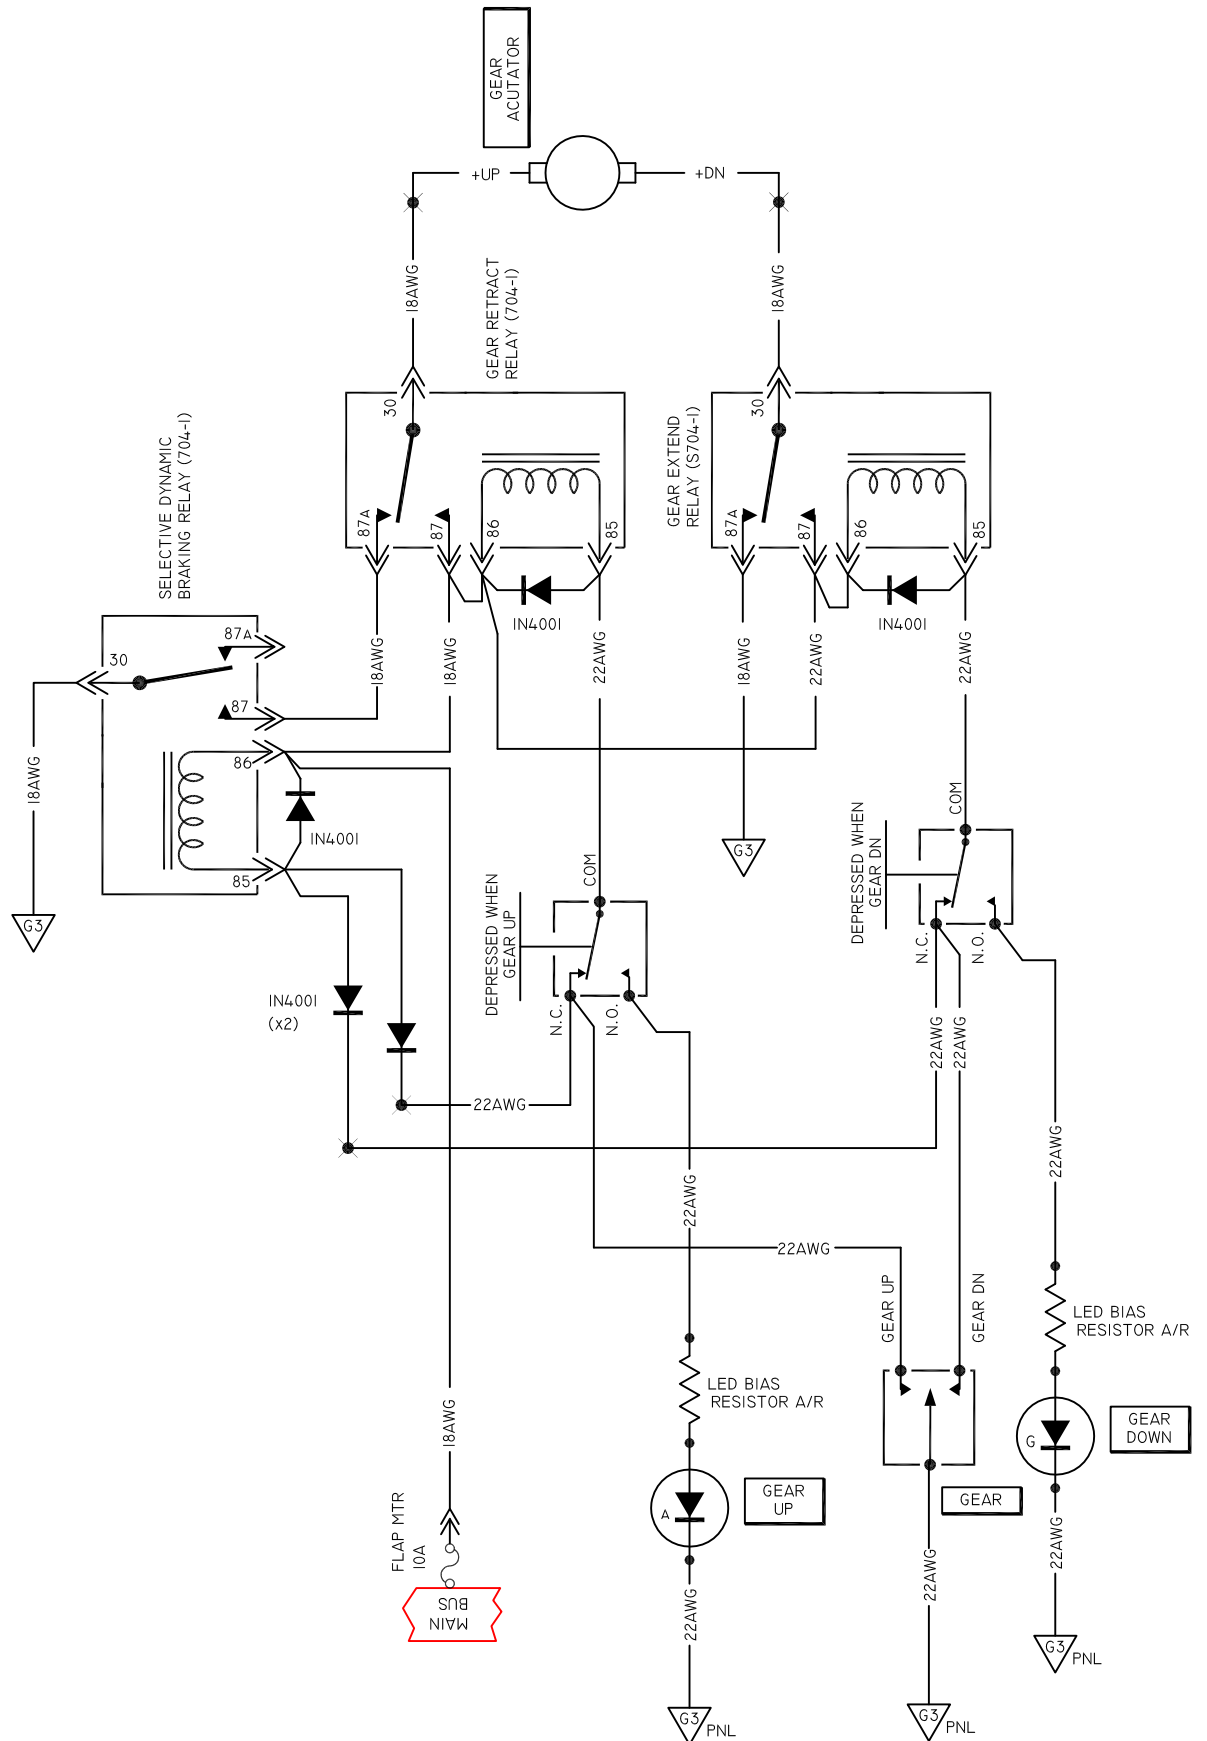 GEAR
ACUTATOR
+UP
+DN
18AWG
18AWG
GEAR RETRACT
RELAY (704-1)
30
87A
87
86
85
1N4001
GEAR EXTEND
RELAY (S704-1)
30
87A
87
86
85
1N4001
SELECTIVE DYNAMIC
BRAKING RELAY (704-1)
30
87A
87
86
85
1N4001
18AWG
G3
18AWG
18AWG
22AWG
18AWG
22AWG
22AWG
G3
DEPRESSED WHEN
GEAR UP
COM
N.C.
N.O.
DEPRESSED WHEN
GEAR DN
COM
N.C.
N.O.
1N4001
(x2)
22AWG
22AWG
22AWG
22AWG
22AWG
22AWG
GEAR UP
GEAR DN
LED BIAS
RESISTOR A/R
LED BIAS
RESISTOR A/R
18AWG
FLAP MTR
10A
MAIN
BUS
A
GEAR
UP
G
GEAR
DOWN
GEAR
22AWG
22AWG
22AWG
G3
PNL
G3
PNL
G3
PNL